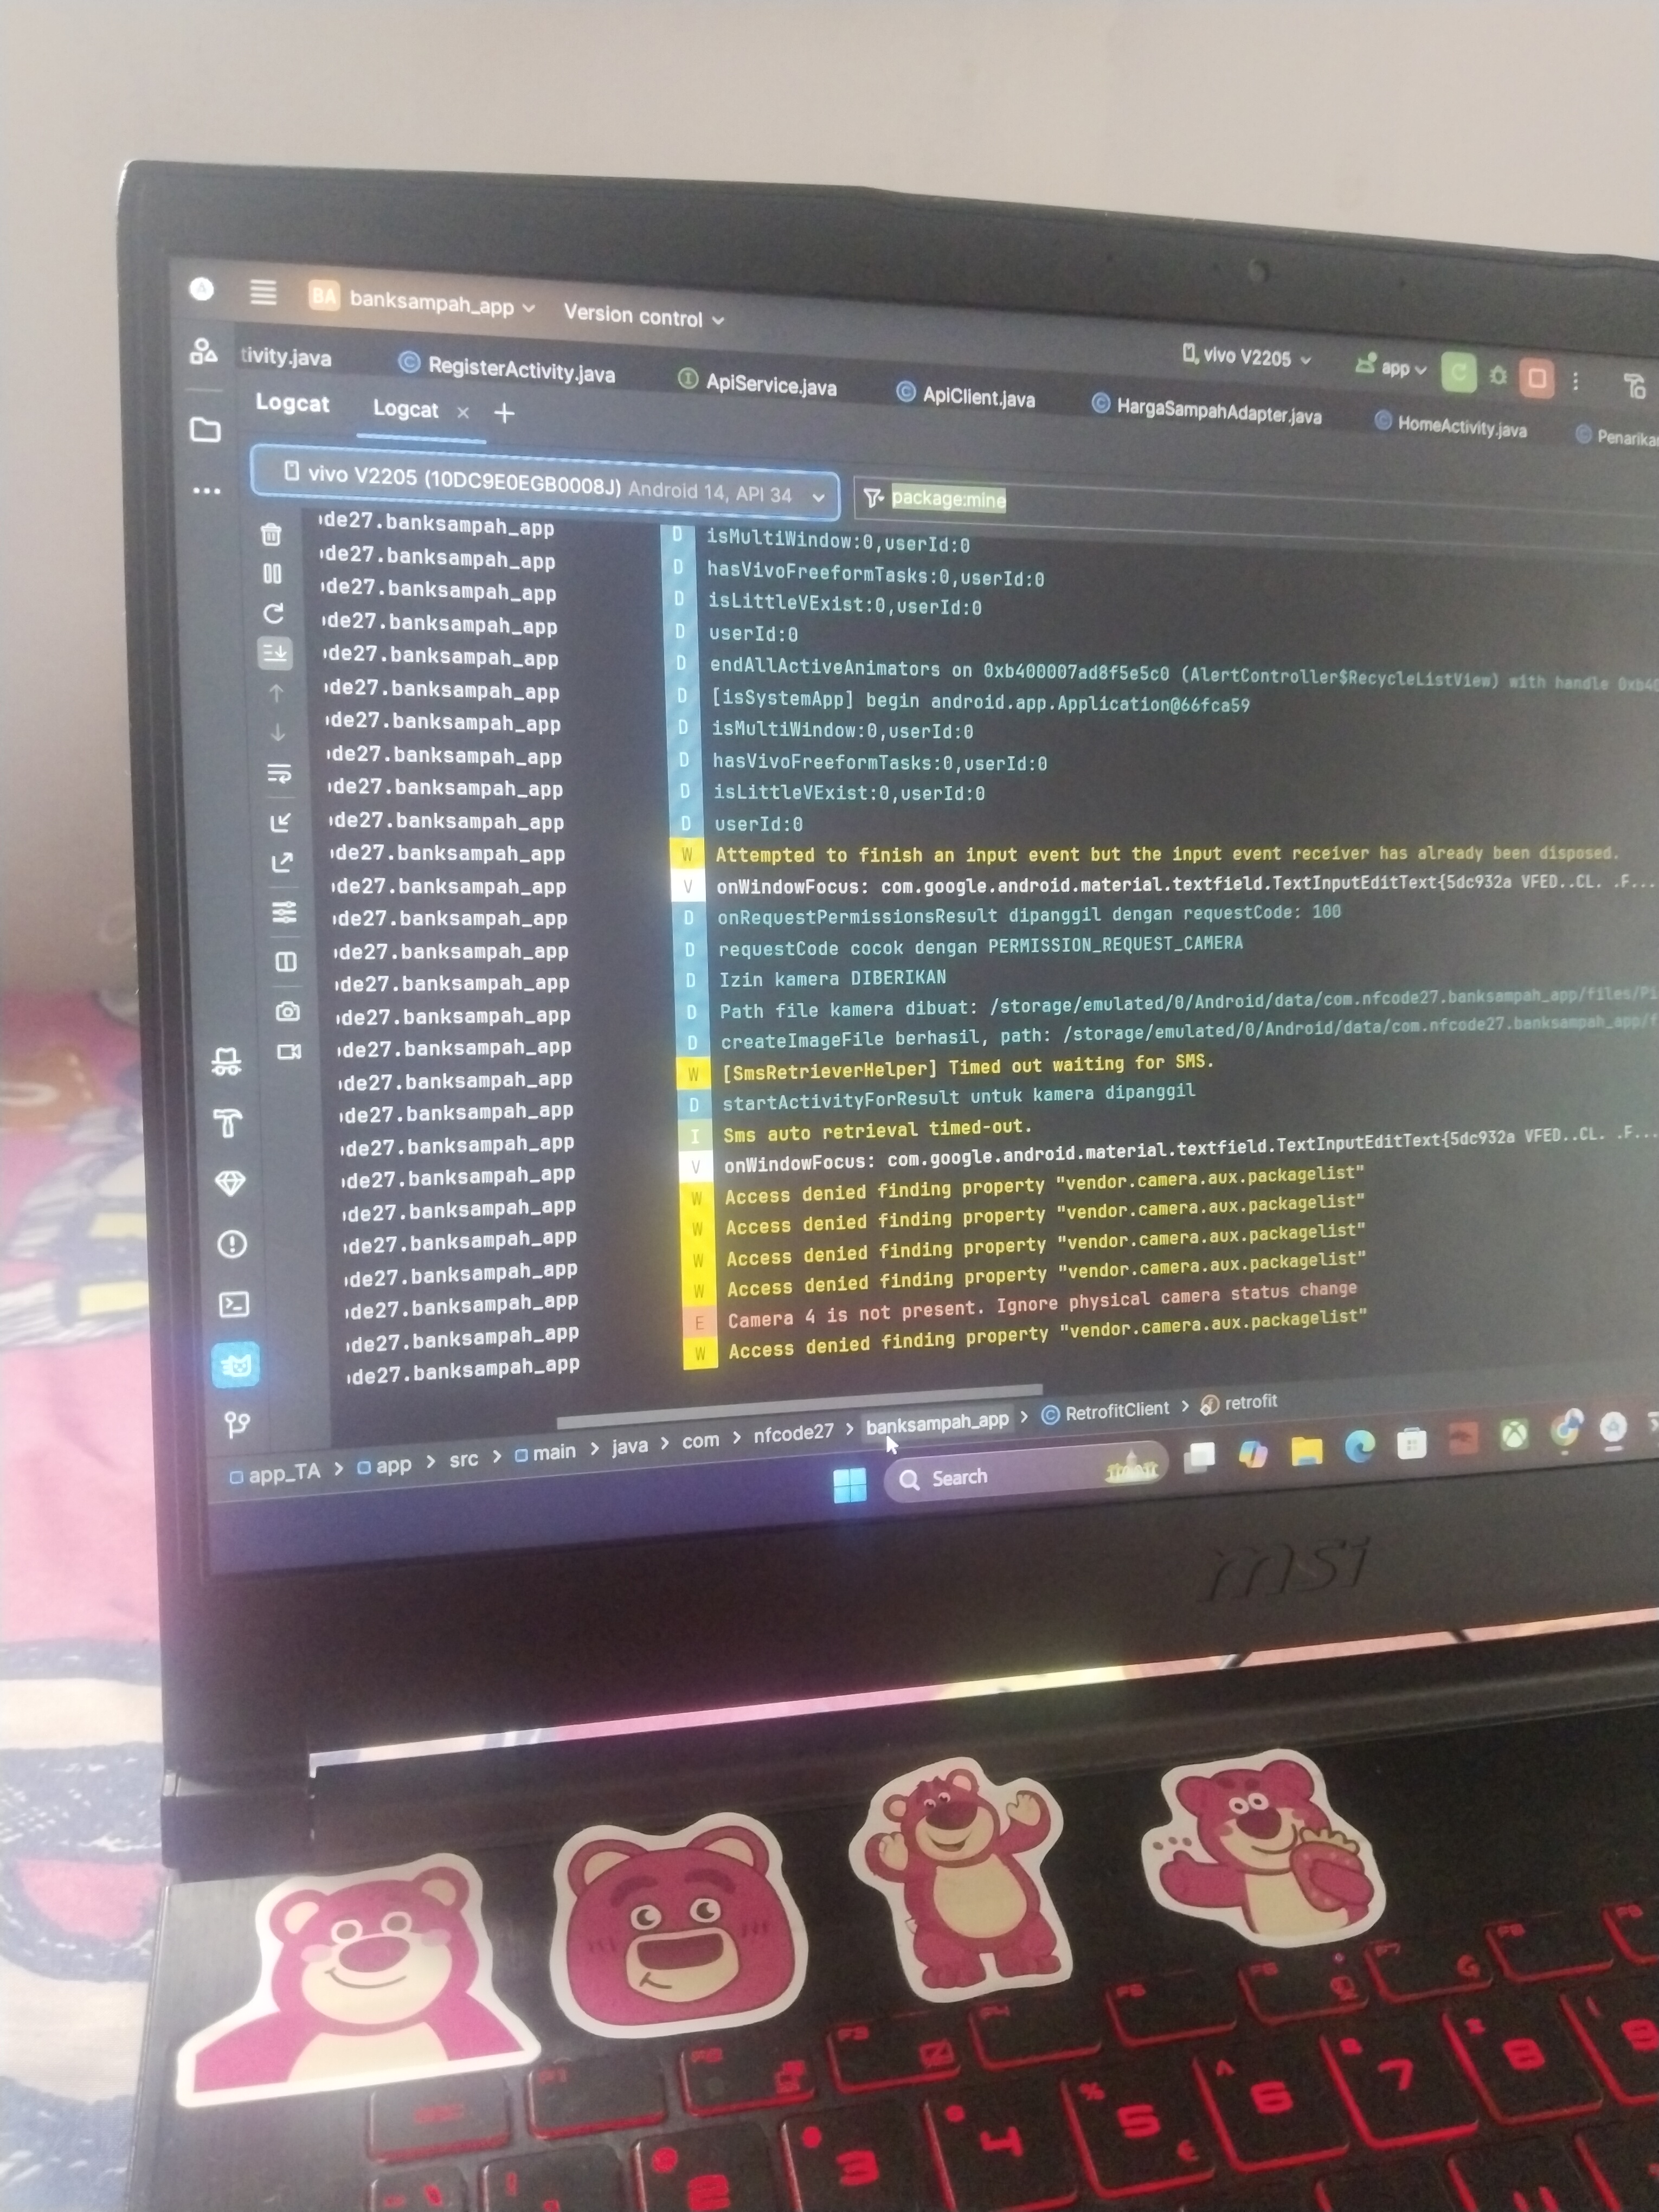 BA banksampah_app Version control
vivo V2205 app
tivity.java RegisterActivity.java ApiService.java ApiClient.java HargaSampahAdapter.java HomeActivity.java
Logcat Logcat
vivo V2205 (10DC9E0EGB0008J) Android 14, API 34 package:mine
de27.banksampah_app D isMultiWindow:0,userId:0
de27.banksampah_app D hasVivoFreeformTasks:0,userId:0
de27.banksampah_app D isLittleVExist:0,userId:0
de27.banksampah_app D userId:0
de27.banksampah_app D endAllActiveAnimators on 0xb400007ad8f5e5c0 (AlertController$RecycleListView) with handle
de27.banksampah_app D [isSystemApp] begin android.app.Application@66fca59
de27.banksampah_app D isMultiWindow:0,userId:0
de27.banksampah_app D hasVivoFreeformTasks:0,userId:0
de27.banksampah_app D isLittleVExist:0,userId:0
de27.banksampah_app D userId:0
de27.banksampah_app W Attempted to finish an input event but the input event receiver has already been disposed.
de27.banksampah_app V onWindowFocus: com.google.android.material.textfield.TextInputEditText{5dc932a VFED..CL. .F...
de27.banksampah_app D onRequestPermissionsResult dipanggil dengan requestCode: 100
de27.banksampah_app D requestCode cocok dengan PERMISSION_REQUEST_CAMERA
de27.banksampah_app D Izin kamera DIBERIKAN
de27.banksampah_app D Path file kamera dibuat: /storage/emulated/0/Android/data/com.nfcode27.banksampah_app/files/Pi
de27.banksampah_app D createImageFile berhasil, path: /storage/emulated/0/Android/data/com.nfcode27.banksampah_app/f
de27.banksampah_app W [SmsRetrieverHelper] Timed out waiting for SMS.
de27.banksampah_app D startActivityForResult untuk kamera dipanggil
de27.banksampah_app I Sms auto retrieval timed-out.
de27.banksampah_app V onWindowFocus: com.google.android.material.textfield.TextInputEditText{5dc932a VFED..CL. .F...
de27.banksampah_app W Access denied finding property "vendor.camera.aux.packagelist"
de27.banksampah_app W Access denied finding property "vendor.camera.aux.packagelist"
de27.banksampah_app W Access denied finding property "vendor.camera.aux.packagelist"
de27.banksampah_app W Access denied finding property "vendor.camera.aux.packagelist"
de27.banksampah_app E Camera 4 is not present. Ignore physical camera status change
de27.banksampah_app W Access denied finding property "vendor.camera.aux.packagelist"
app_TA > app > src > main > java > com > nfcode27 > banksampah_app > RetrofitClient > retrofit
Search
msi
2 3 4 5 6 7 8 9